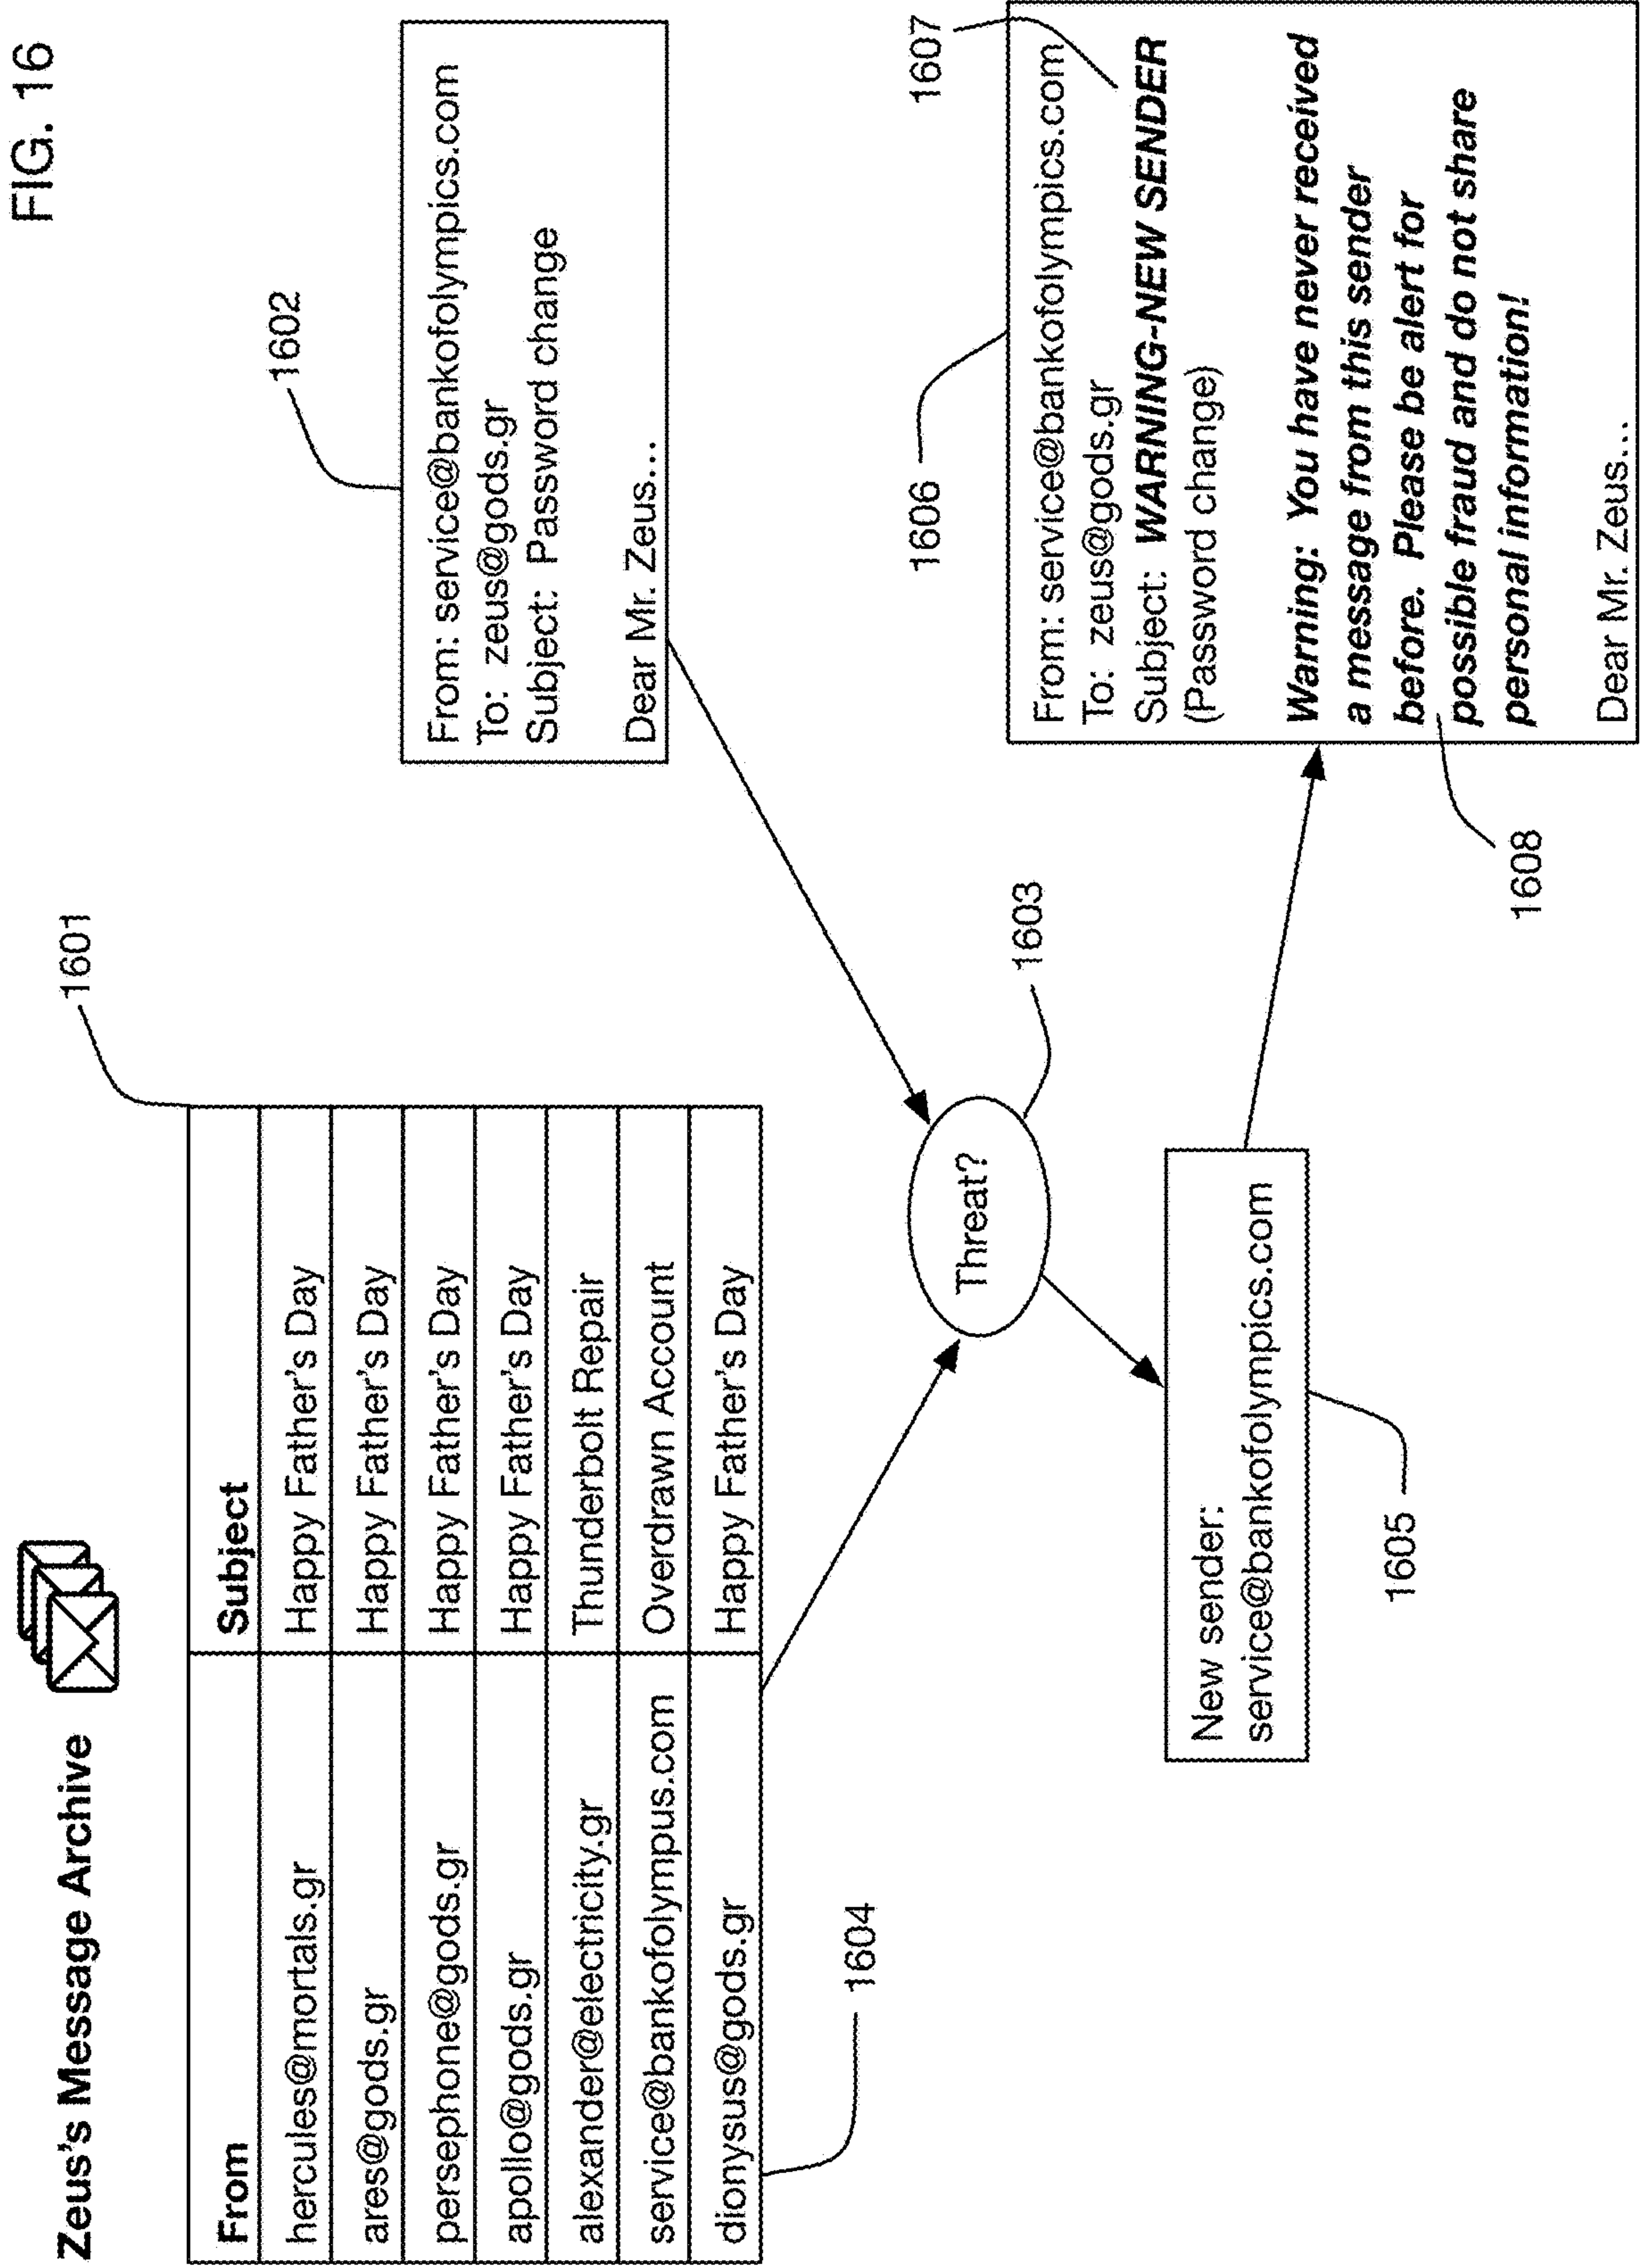 FIG. 16
Zeus's Message Archive
1601
From Subject
hercules@mortals.gr Happy Father's Day
ares@gods.gr Happy Father's Day
persephone@gods.gr Happy Father's Day
apollo@gods.gr Happy Father's Day
alexander@electricity.gr Thunderbolt Repair
service@bankofolympus.com Overdrawn Account
dionysus@gods.gr Happy Father's Day
1604
1602
From: service@bankofolympics.com
To: zeus@gods.gr
Subject: Password change
Dear Mr. Zeus...
Threat?
1603
New sender:
service@bankofolympics.com
1605
1606
1607
From: service@bankofolympics.com
To: zeus@gods.gr
Subject: WARNING-NEW SENDER
(Password change)
Warning: You have never received
a message from this sender
before. Please be alert for
possible fraud and do not share
personal information!
Dear Mr. Zeus...
1608